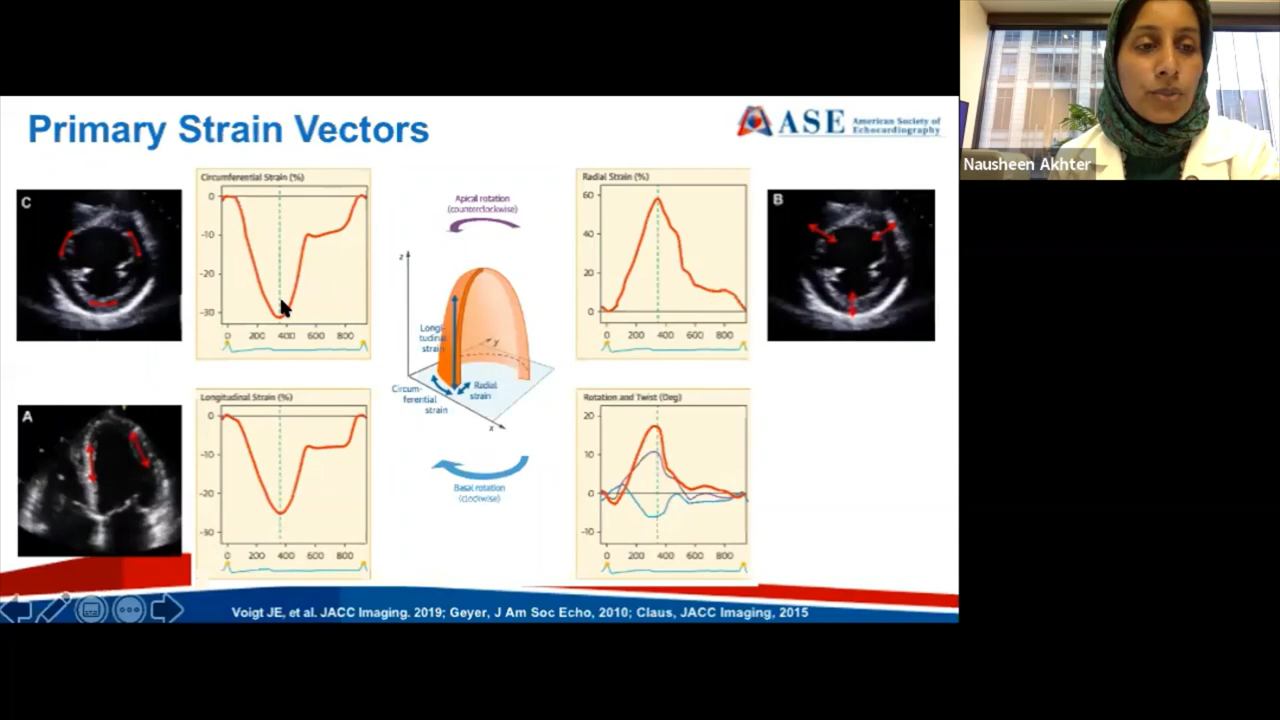 Primary Strain Vectors
ASE American Society of
Echocardiography
Nausheen Akhter
C
Circumferential Strain (%)
0
-10
-20
-30
0 200 400 600 800
Apical rotation
(counterclockwise)
z
Longi-
tudinal
strain
y
Circum-
ferential
strain
Radial
strain
x
Basal rotation
(clockwise)
Radial Strain (%)
60
40
20
0
0 200 400 600 800
B
A
Longitudinal Strain (%)
0
-10
-20
-30
0 200 400 600 800
Rotation and Twist (Deg)
20
10
0
-10
0 200 400 600 800
Voigt JE, et al. JACC Imaging. 2019; Geyer, J Am Soc Echo, 2010; Claus, JACC Imaging, 2015